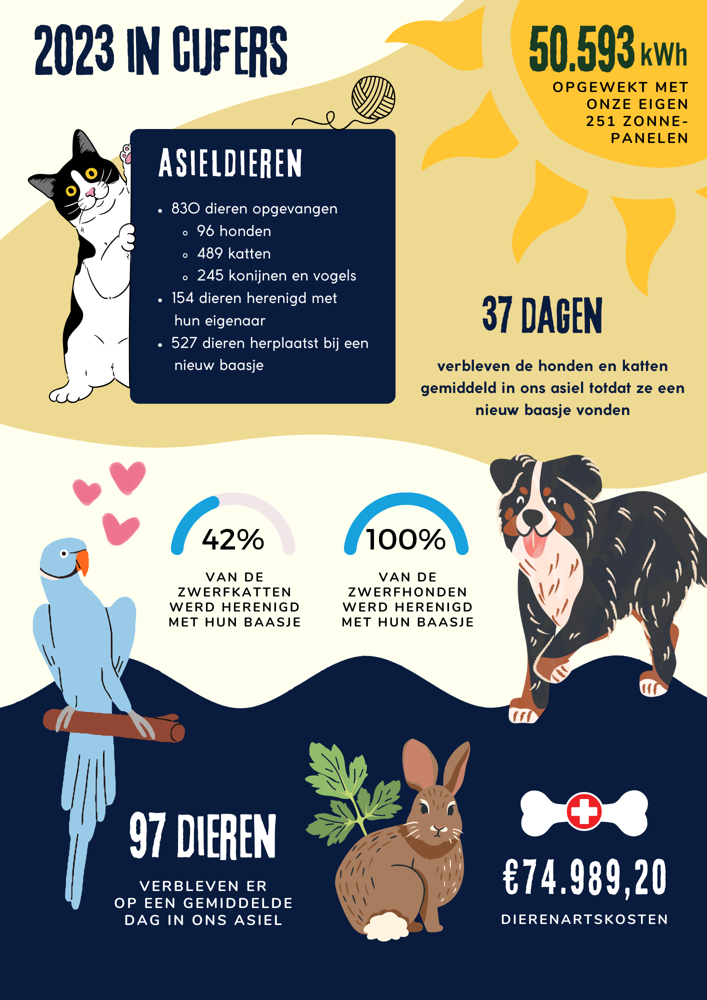 2023 IN CIJFERS
50.593 kWh
OPGEWEKT MET
ONZE EIGEN
251 ZONNE-
PANELEN
ASIELDIEREN
• 830 dieren opgevangen
◦ 96 honden
◦ 489 katten
◦ 245 konijnen en vogels
• 154 dieren herenigd met
hun eigenaar
• 527 dieren herplaatst bij een
nieuw baasje
37 DAGEN
verbleven de honden en katten
gemiddeld in ons asiel totdat ze een
nieuw baasje vonden
42%
VAN DE
ZWERFKATTEN
WERD HERENIGD
MET HUN BAASJE
100%
VAN DE
ZWERFHONDEN
WERD HERENIGD
MET HUN BAASJE
97 DIEREN
VERBLEVEN ER
OP EEN GEMIDDELDE
DAG IN ONS ASIEL
€74.989,20
DIERENARTSKOSTEN